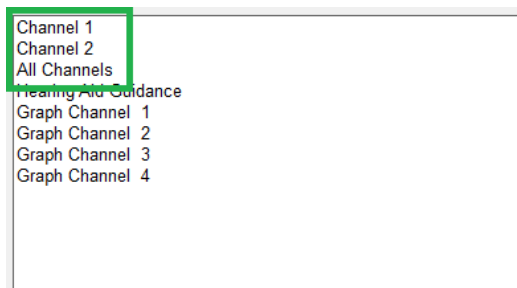 Channel 1
Channel 2
All Channels
Hearing Aid Guidance
Graph Channel  1
Graph Channel  2
Graph Channel  3
Graph Channel  4